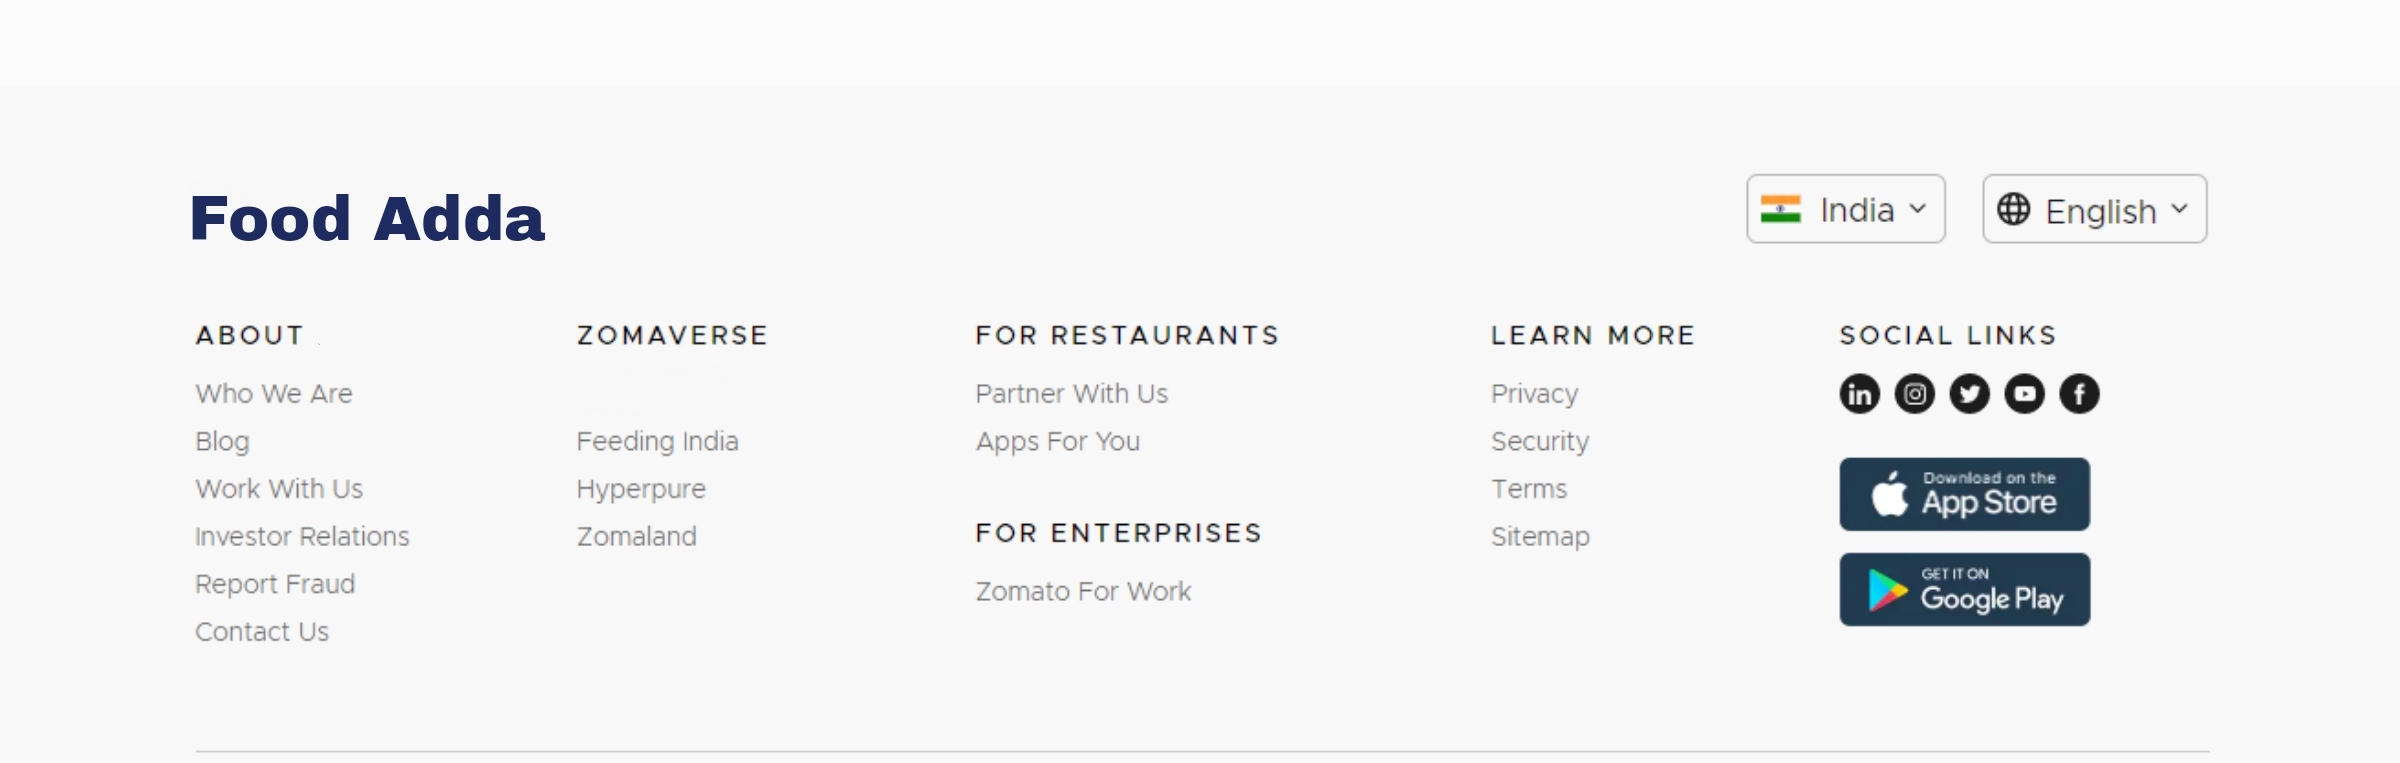 Food Adda
India
English
ABOUT
Who We Are
Blog
Work With Us
Investor Relations
Report Fraud
Contact Us
ZOMAVERSE
Feeding India
Hyperpure
Zomaland
FOR RESTAURANTS
Partner With Us
Apps For You
FOR ENTERPRISES
Zomato For Work
LEARN MORE
Privacy
Security
Terms
Sitemap
SOCIAL LINKS
Download on the
App Store
GET IT ON
Google Play